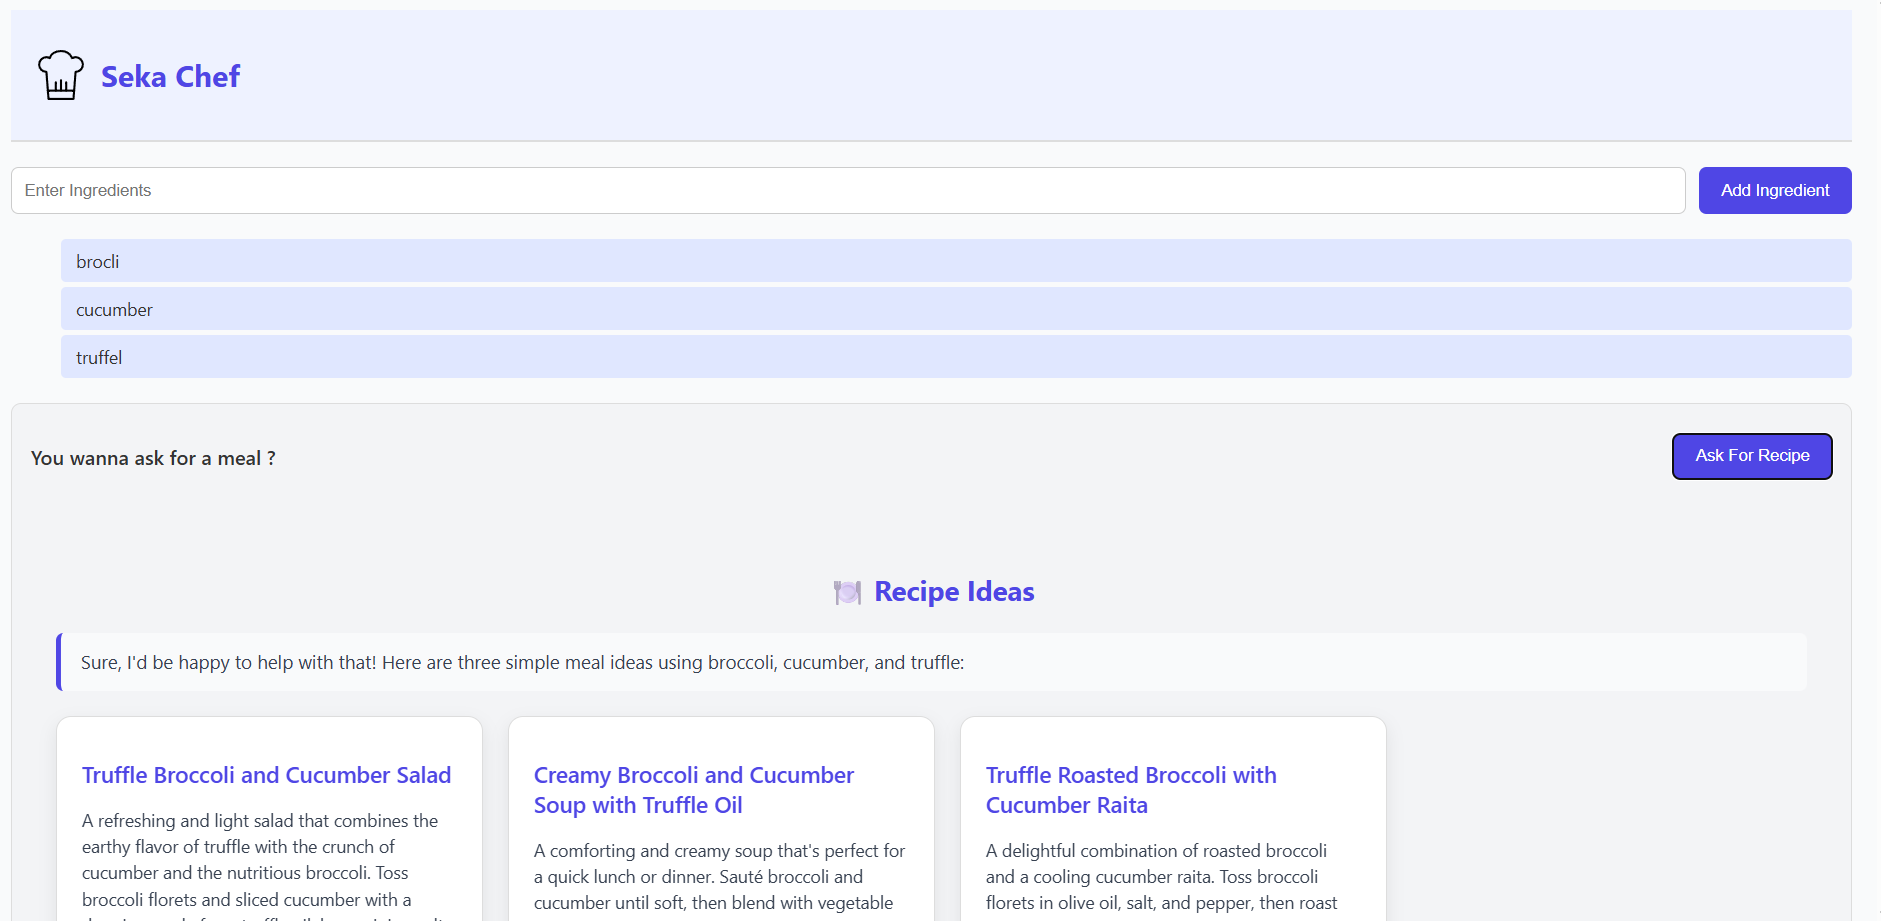 Seka Chef
Enter Ingredients
Add Ingredient
brocli
cucumber
truffel
You wanna ask for a meal ?
Ask For Recipe
Recipe Ideas
Sure, I'd be happy to help with that! Here are three simple meal ideas using broccoli, cucumber, and truffle:
Truffle Broccoli and Cucumber Salad
A refreshing and light salad that combines the
earthy flavor of truffle with the crunch of
cucumber and the nutritious broccoli. Toss
broccoli florets and sliced cucumber with a
Creamy Broccoli and Cucumber
Soup with Truffle Oil
A comforting and creamy soup that's perfect for
a quick lunch or dinner. Sauté broccoli and
cucumber until soft, then blend with vegetable
Truffle Roasted Broccoli with
Cucumber Raita
A delightful combination of roasted broccoli
and a cooling cucumber raita. Toss broccoli
florets in olive oil, salt, and pepper, then roast